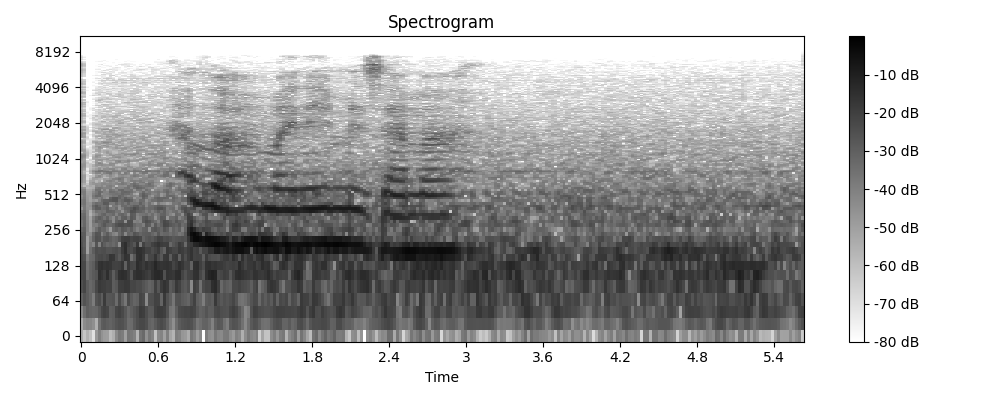 Spectrogram
8192
4096
2048
1024
512
256
128
64
0
Hz
0 0.6 1.2 1.8 2.4 3 3.6 4.2 4.8 5.4
Time
-10 dB
-20 dB
-30 dB
-40 dB
-50 dB
-60 dB
-70 dB
-80 dB